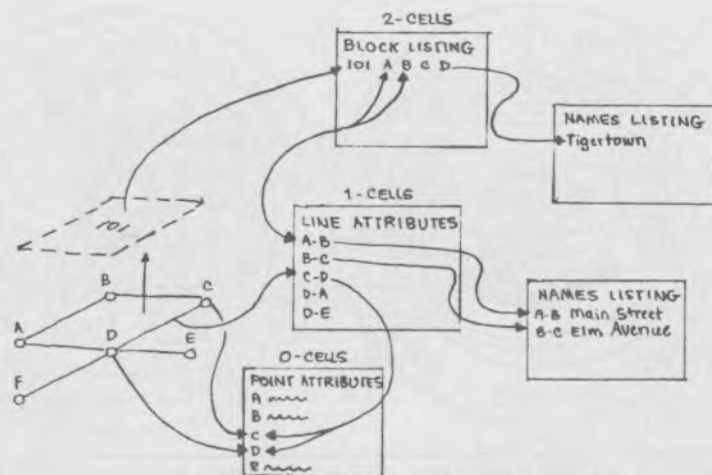 2-CELLS
BLOCK LISTING
101 A B C D
NAMES LISTING
Tigertown
1-CELLS
LINE ATTRIBUTES
A-B
B-C
C-D
D-A
D-E
NAMES LISTING
A-B Main Street
B-C Elm Avenue
101
B
C
A
D
E
F
0-CELLS
POINT ATTRIBUTES
A
B
C
D
E